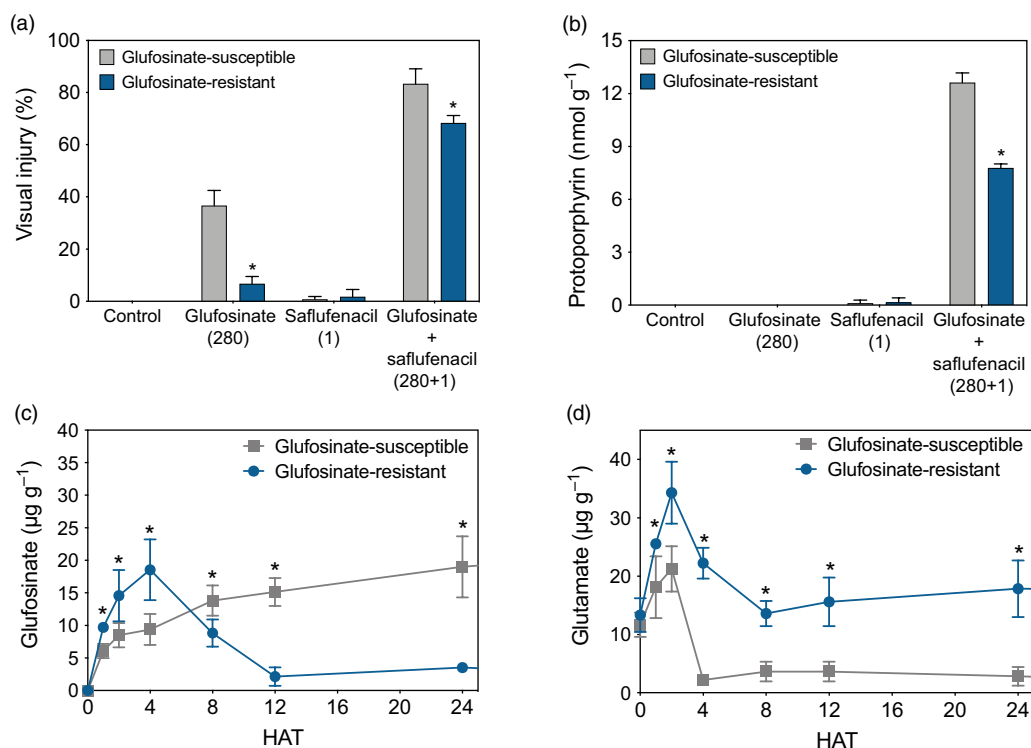 (a)
100
80
60
40
20
0
Visual injury (%)
Glufosinate-susceptible
Glufosinate-resistant
*
*
Control
Glufosinate
(280)
Saflufenacil
(1)
Glufosinate
+
saflufenacil
(280+1)
(b)
15
12
9
6
3
0
Protoporphyrin (nmol g⁻¹)
Glufosinate-susceptible
Glufosinate-resistant
*
Control
Glufosinate
(280)
Saflufenacil
(1)
Glufosinate
+
saflufenacil
(280+1)
(c)
40
35
30
25
20
15
10
5
0
Glufosinate (µg g⁻¹)
Glufosinate-susceptible
Glufosinate-resistant
* * * * * *
0 4 8 12 16 20 24
HAT
(d)
40
30
20
10
0
Glutamate (µg g⁻¹)
Glufosinate-susceptible
Glufosinate-resistant
* * * * * *
0 4 8 12 16 20 24
HAT